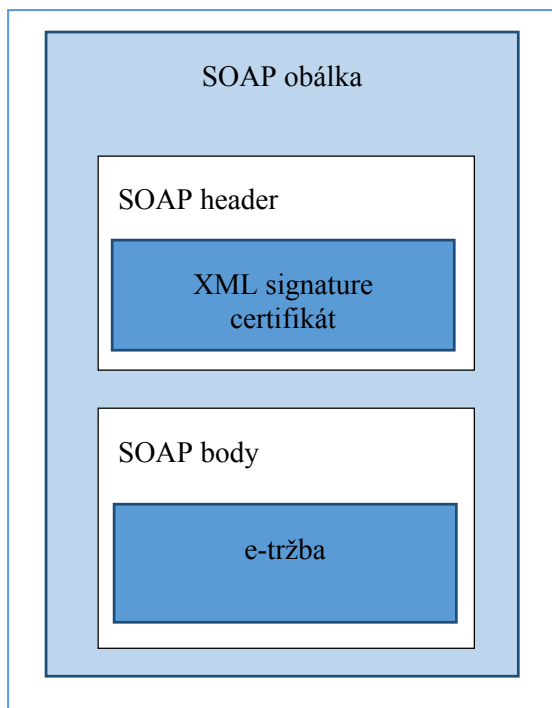 SOAP obálka
SOAP header
XML signature
certifikát
SOAP body
e-tržba